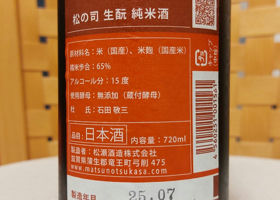 松の司 生酛 純米酒
原材料名：米（国産）、米麹（国産米）
精米歩合：65%
アルコール分：15度
使用酵母：無添加（蔵付酵母）
杜氏：石田 敬三
品目 日本酒 内容量：720ml
製造者：松瀬酒造株式会社
滋賀県蒲生郡竜王町弓削475
www.matsunotsukasa.com
製造年月 25.07